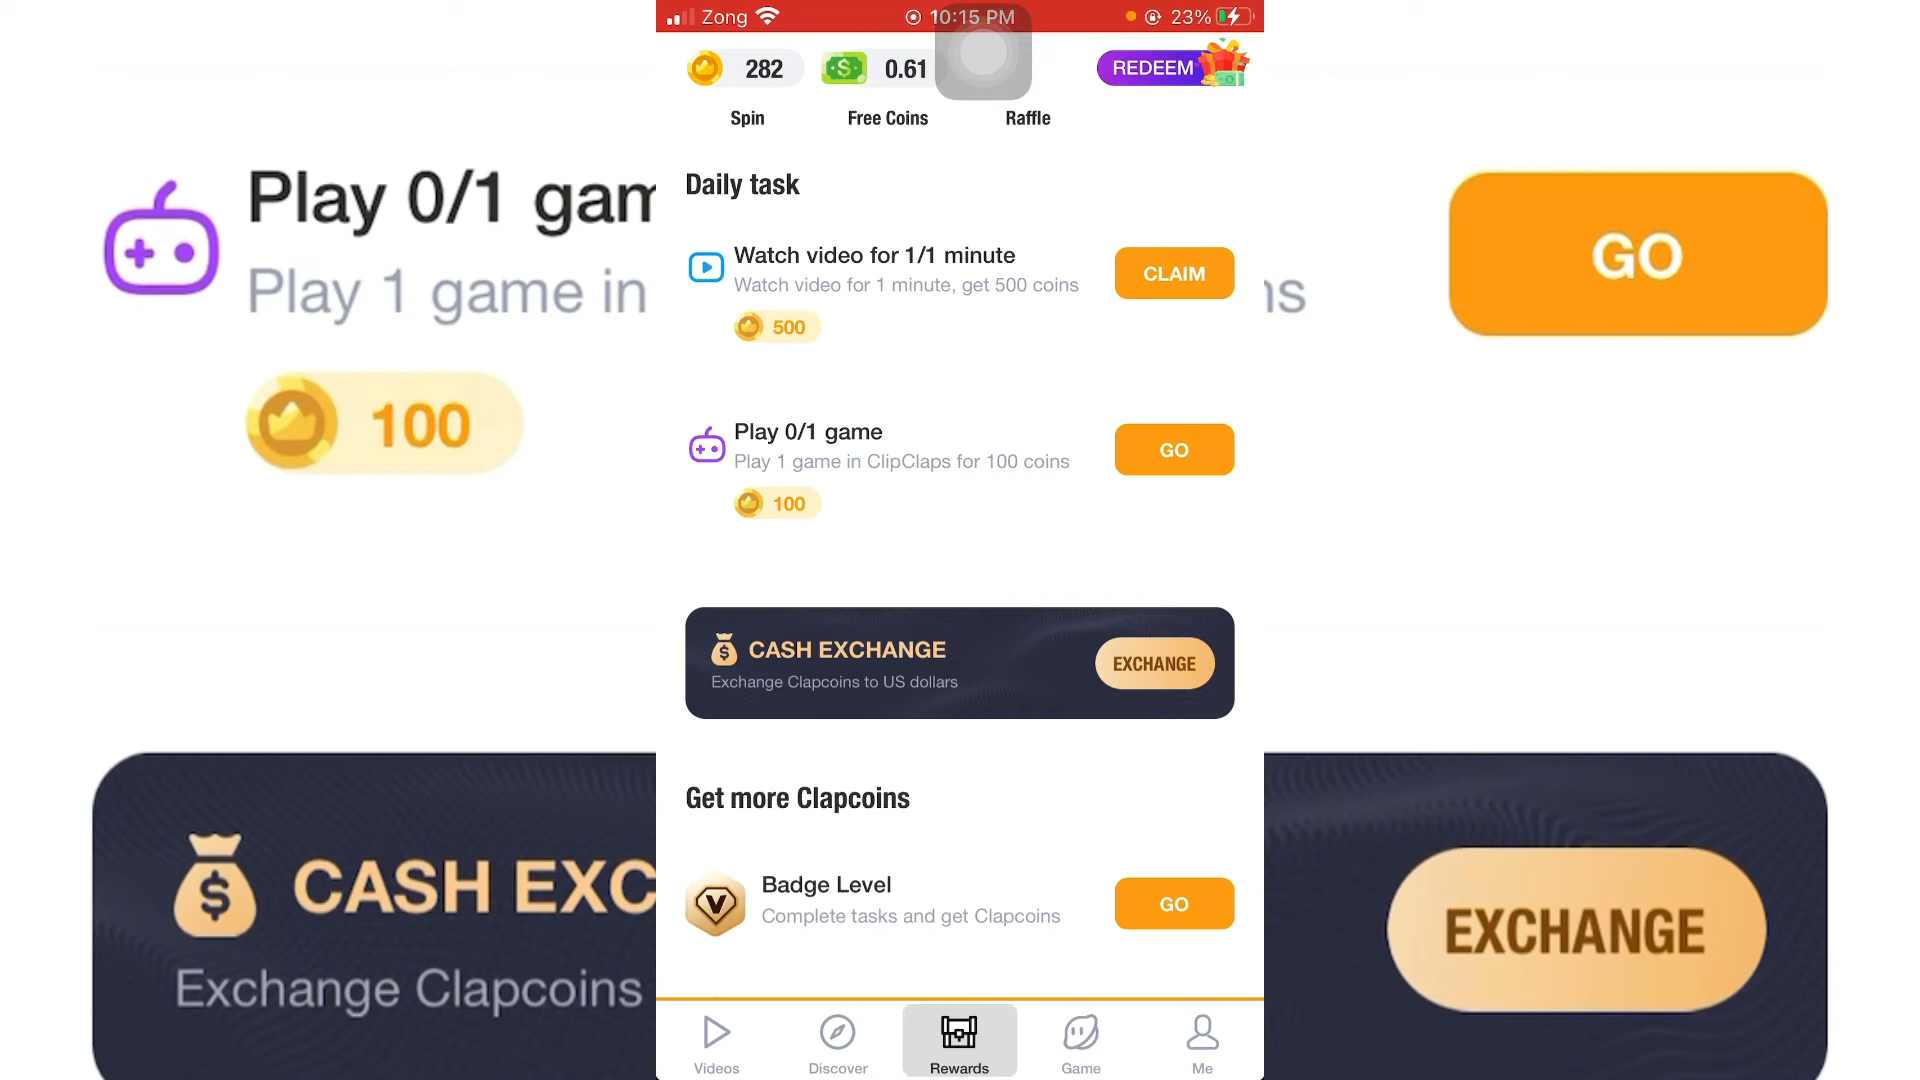 Zong
10:15 PM
23%
282
0.61
REDEEM
Spin
Free Coins
Raffle
Daily task
Watch video for 1/1 minute
Watch video for 1 minute, get 500 coins
CLAIM
500
Play 0/1 game
Play 1 game in ClipClaps for 100 coins
GO
100
CASH EXCHANGE
Exchange Clapcoins to US dollars
EXCHANGE
Get more Clapcoins
Badge Level
Complete tasks and get Clapcoins
GO
Videos
Discover
Rewards
Game
Me
Play 0/1 gam
Play 1 game in
ns
GO
100
CASH EXC
Exchange Clapcoins
EXCHANGE